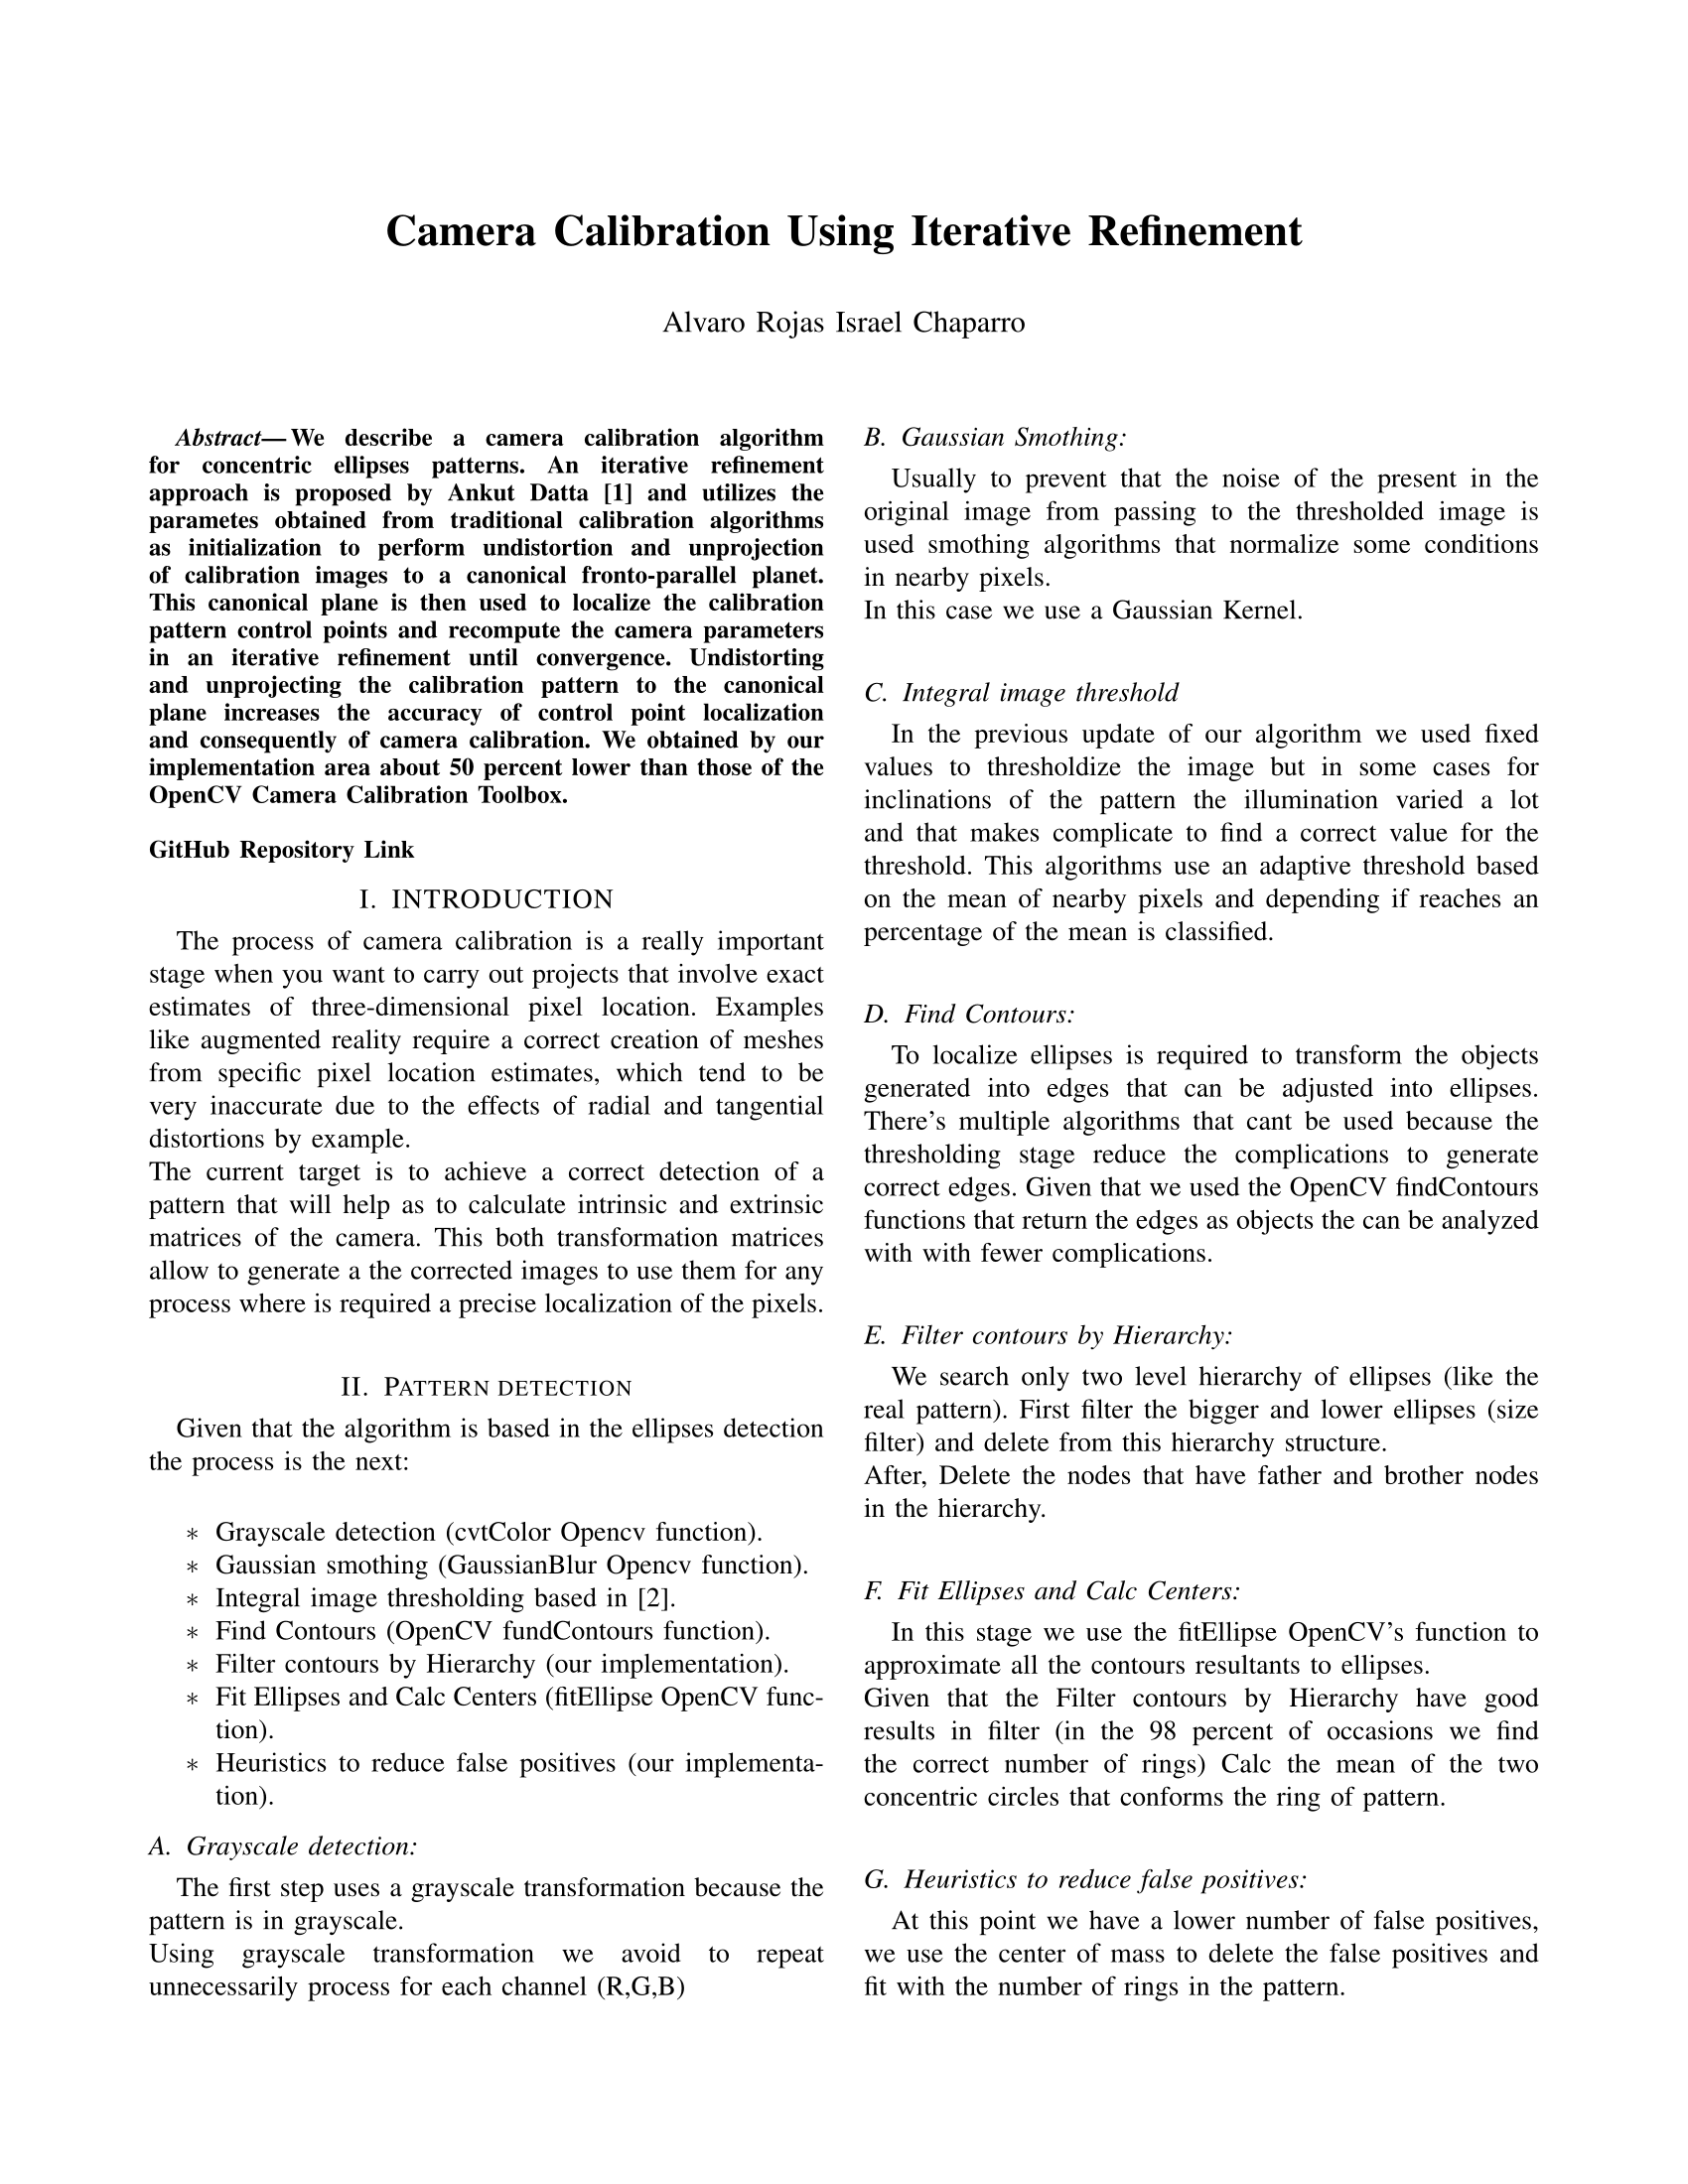 Camera Calibration Using Iterative Refinement
Alvaro Rojas Israel Chaparro
Abstract— We describe a camera calibration algorithm
for concentric ellipses patterns. An iterative refinement
approach is proposed by Ankut Datta [1] and utilizes the
parametes obtained from traditional calibration algorithms
as initialization to perform undistortion and unprojection
of calibration images to a canonical fronto-parallel planet.
This canonical plane is then used to localize the calibration
pattern control points and recompute the camera parameters
in an iterative refinement until convergence. Undistorting
and unprojecting the calibration pattern to the canonical
plane increases the accuracy of control point localization
and consequently of camera calibration. We obtained by our
implementation area about 50 percent lower than those of the
OpenCV Camera Calibration Toolbox.
GitHub Repository Link
I. INTRODUCTION
The process of camera calibration is a really important
stage when you want to carry out projects that involve exact
estimates of three-dimensional pixel location. Examples
like augmented reality require a correct creation of meshes
from specific pixel location estimates, which tend to be
very inaccurate due to the effects of radial and tangential
distortions by example.
The current target is to achieve a correct detection of a
pattern that will help as to calculate intrinsic and extrinsic
matrices of the camera. This both transformation matrices
allow to generate a the corrected images to use them for any
process where is required a precise localization of the pixels.
II. PATTERN DETECTION
Given that the algorithm is based in the ellipses detection
the process is the next:
∗ Grayscale detection (cvtColor Opencv function).
∗ Gaussian smothing (GaussianBlur Opencv function).
∗ Integral image thresholding based in [2].
∗ Find Contours (OpenCV fundContours function).
∗ Filter contours by Hierarchy (our implementation).
∗ Fit Ellipses and Calc Centers (fitEllipse OpenCV func-
tion).
∗ Heuristics to reduce false positives (our implementa-
tion).
A. Grayscale detection:
The first step uses a grayscale transformation because the
pattern is in grayscale.
Using grayscale transformation we avoid to repeat
unnecessarily process for each channel (R,G,B)
B. Gaussian Smothing:
Usually to prevent that the noise of the present in the
original image from passing to the thresholded image is
used smothing algorithms that normalize some conditions
in nearby pixels.
In this case we use a Gaussian Kernel.
C. Integral image threshold
In the previous update of our algorithm we used fixed
values to thresholdize the image but in some cases for
inclinations of the pattern the illumination varied a lot
and that makes complicate to find a correct value for the
threshold. This algorithms use an adaptive threshold based
on the mean of nearby pixels and depending if reaches an
percentage of the mean is classified.
D. Find Contours:
To localize ellipses is required to transform the objects
generated into edges that can be adjusted into ellipses.
There's multiple algorithms that cant be used because the
thresholding stage reduce the complications to generate
correct edges. Given that we used the OpenCV findContours
functions that return the edges as objects the can be analyzed
with with fewer complications.
E. Filter contours by Hierarchy:
We search only two level hierarchy of ellipses (like the
real pattern). First filter the bigger and lower ellipses (size
filter) and delete from this hierarchy structure.
After, Delete the nodes that have father and brother nodes
in the hierarchy.
F. Fit Ellipses and Calc Centers:
In this stage we use the fitEllipse OpenCV's function to
approximate all the contours resultants to ellipses.
Given that the Filter contours by Hierarchy have good
results in filter (in the 98 percent of occasions we find
the correct number of rings) Calc the mean of the two
concentric circles that conforms the ring of pattern.
G. Heuristics to reduce false positives:
At this point we have a lower number of false positives,
we use the center of mass to delete the false positives and
fit with the number of rings in the pattern.